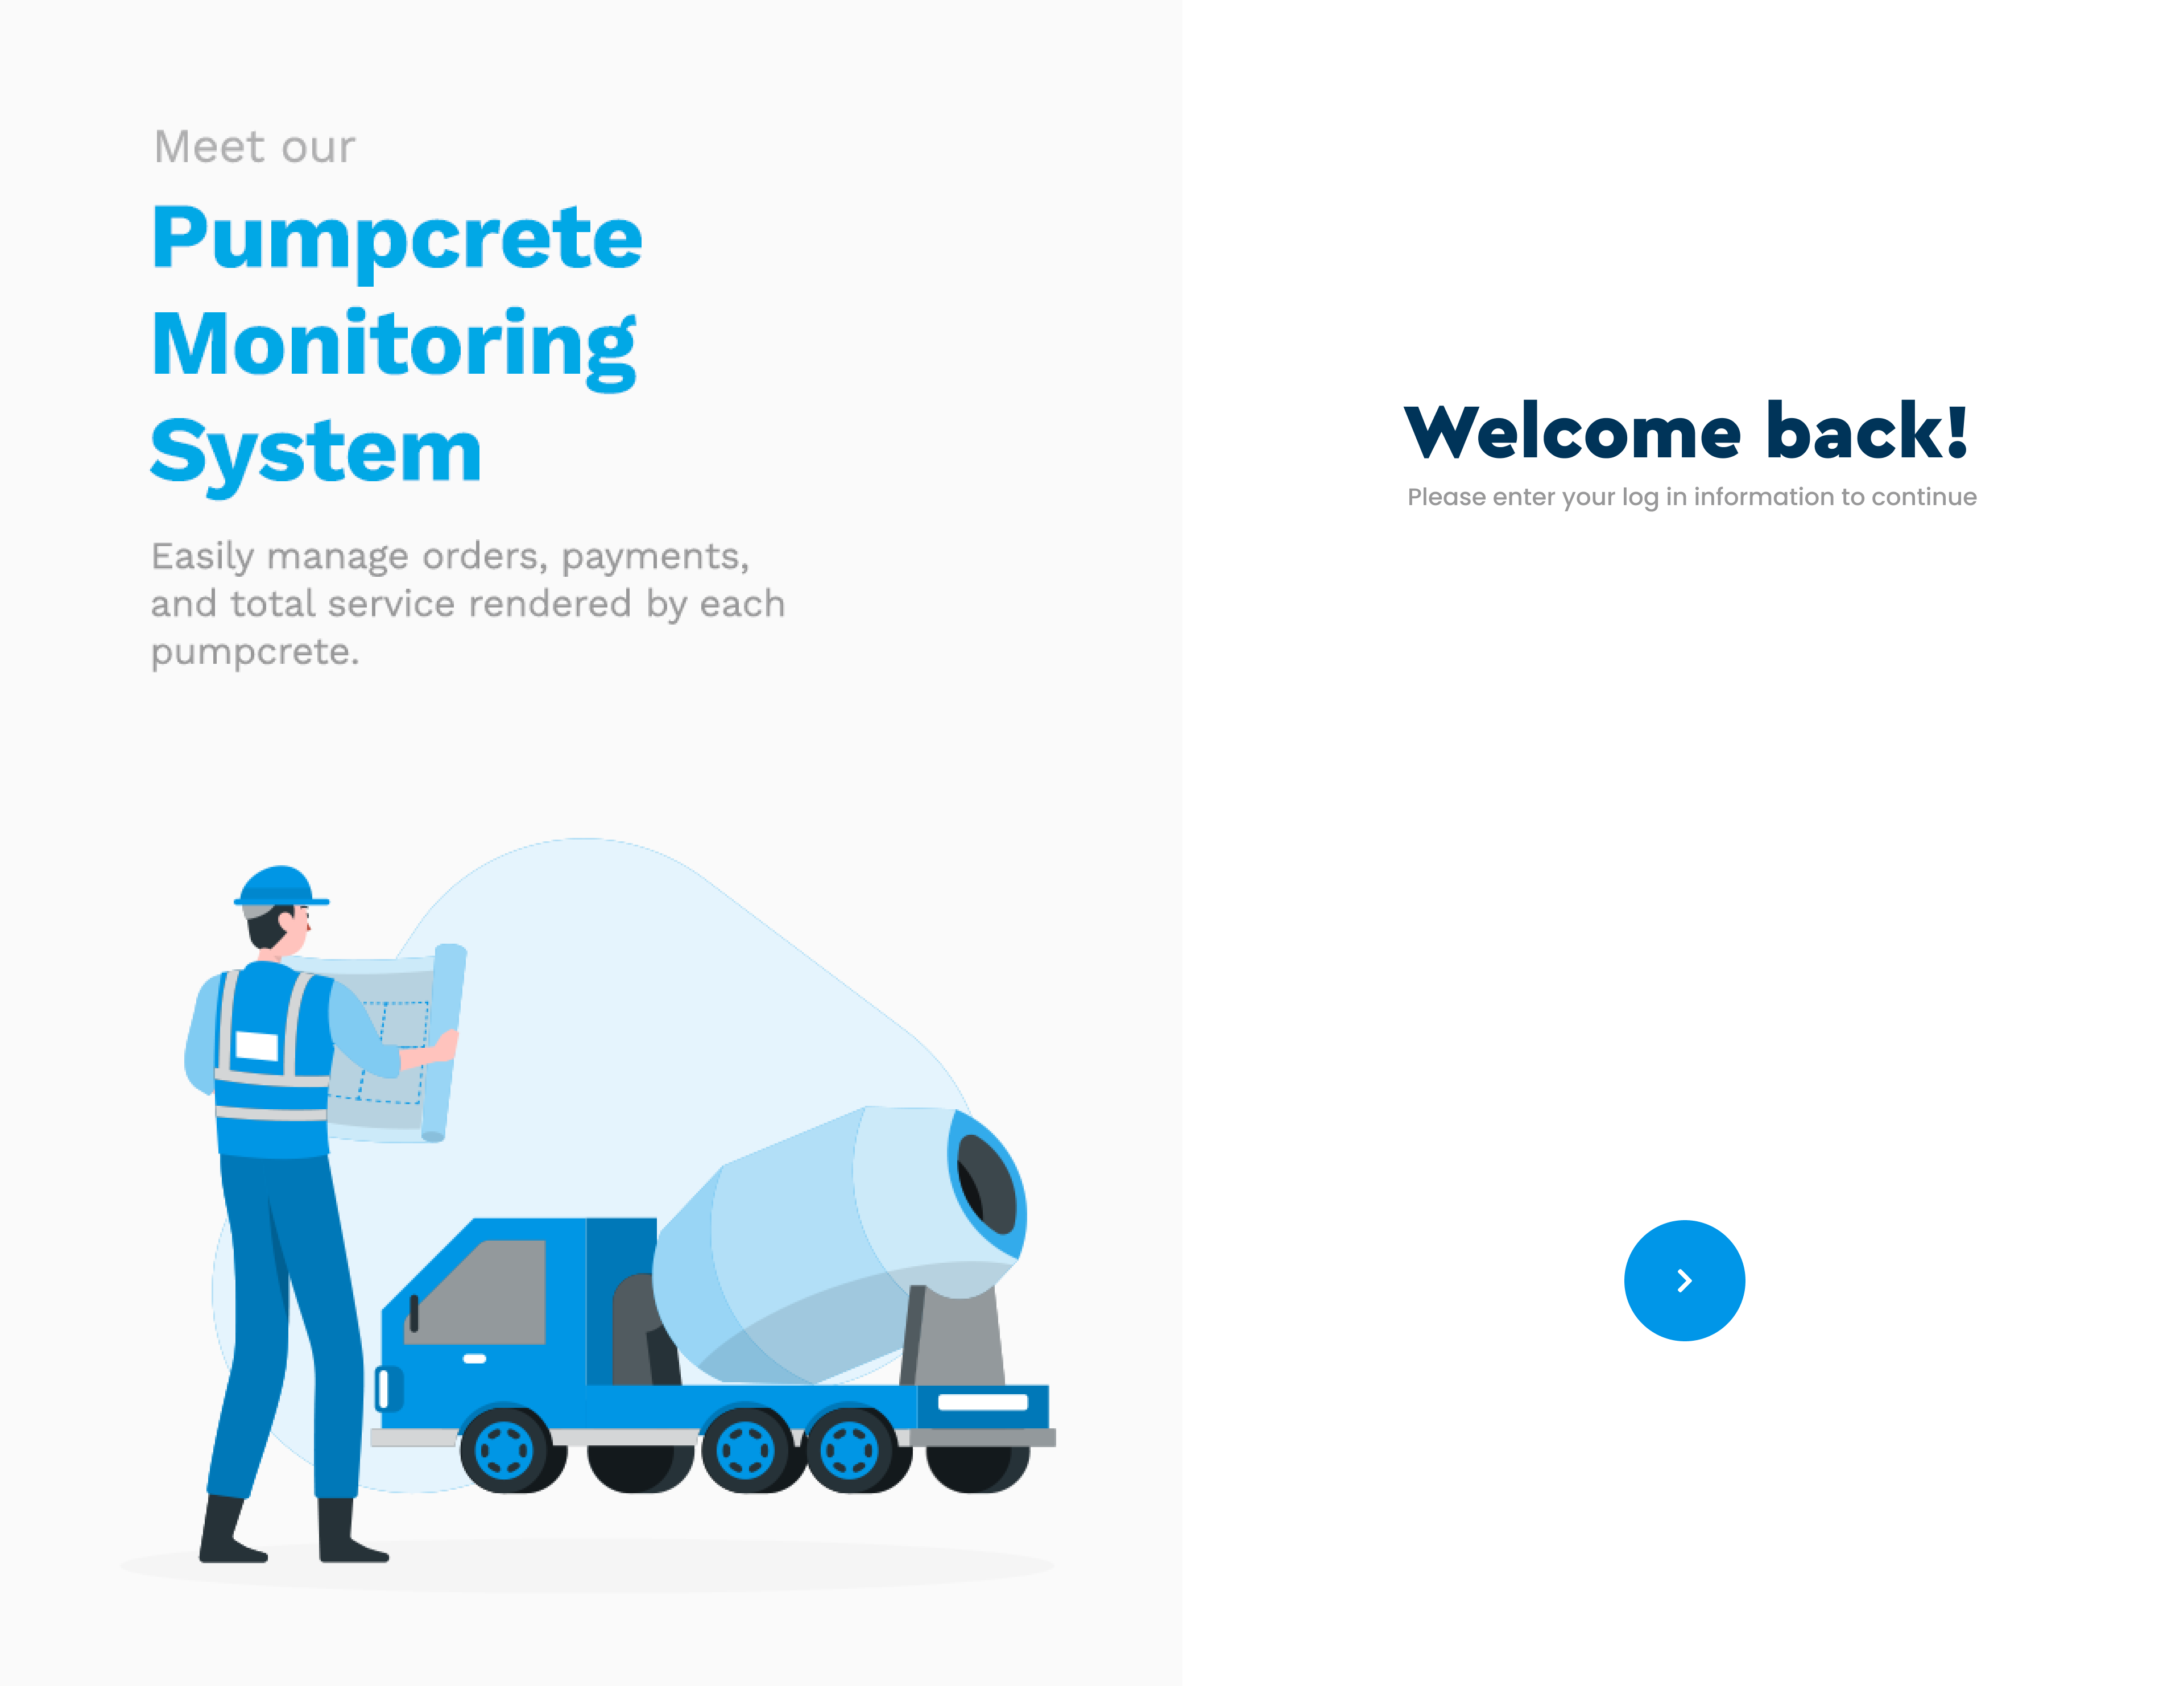 Meet our
Pumpcrete
Monitoring
System
Easily manage orders, payments,
and total service rendered by each
pumpcrete.
Welcome back!
Please enter your log in information to continue